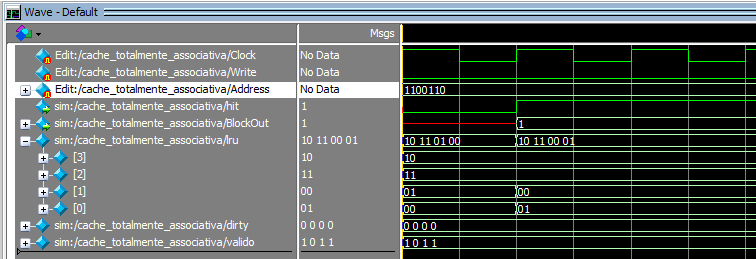 Wave - Default
Msgs
Edit:/cache_totalmente_associativa/Clock No Data
Edit:/cache_totalmente_associativa/Write No Data
Edit:/cache_totalmente_associativa/Address No Data 1100110
sim:/cache_totalmente_associativa/hit 1
sim:/cache_totalmente_associativa/BlockOut 1 1
sim:/cache_totalmente_associativa/lru 10 11 00 01 10 11 01 00 10 11 00 01
[3] 10 10
[2] 11 11
[1] 00 01 00
[0] 01 00 01
sim:/cache_totalmente_associativa/dirty 0 0 0 0 0 0 0 0
sim:/cache_totalmente_associativa/valido 1 0 1 1 1 0 1 1